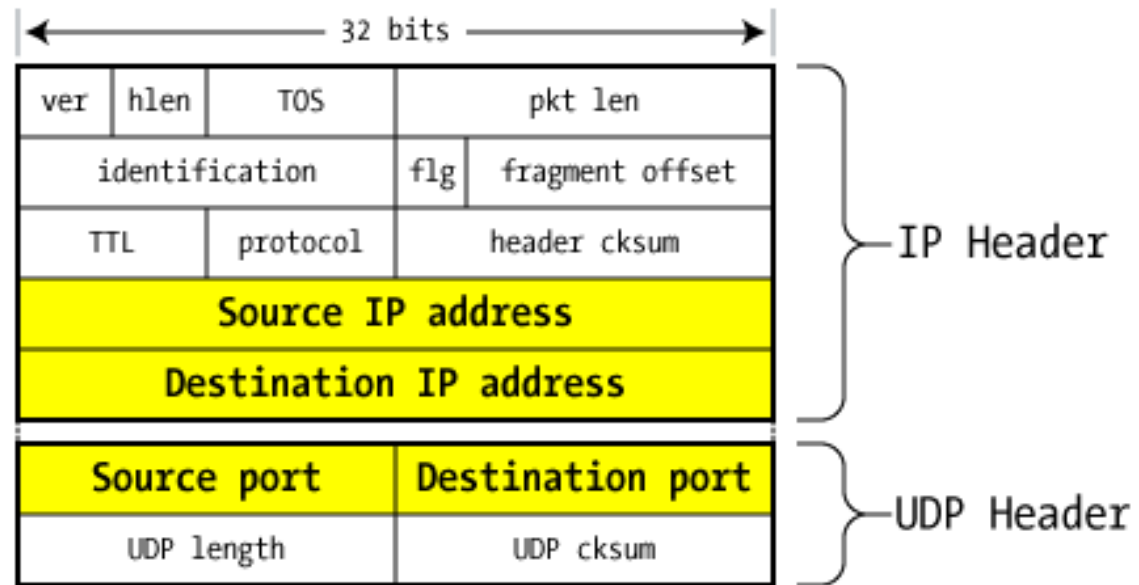 32 bits
ver hlen TOS pkt len
identification flg fragment offset
TTL protocol header cksum
IP Header
Source IP address
Destination IP address
Source port Destination port
UDP Header
UDP length UDP cksum